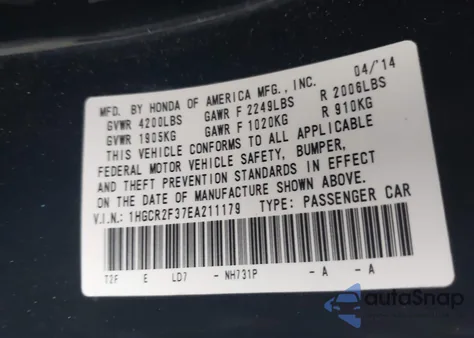 MFD. BY HONDA OF AMERICA MFG., INC. 04/'14
GVWR 4200LBS GAWR F 2249LBS R 2006LBS
GVWR 1905KG GAWR F 1020KG R 910KG
THIS VEHICLE CONFORMS TO ALL APPLICABLE
FEDERAL MOTOR VEHICLE SAFETY, BUMPER,
AND THEFT PREVENTION STANDARDS IN EFFECT
ON THE DATE OF MANUFACTURE SHOWN ABOVE.
V.I.N.: 1HGCR2F37EA211179 TYPE: PASSENGER CAR
T2F E LD7 - NH731P - A - A
autoSnap